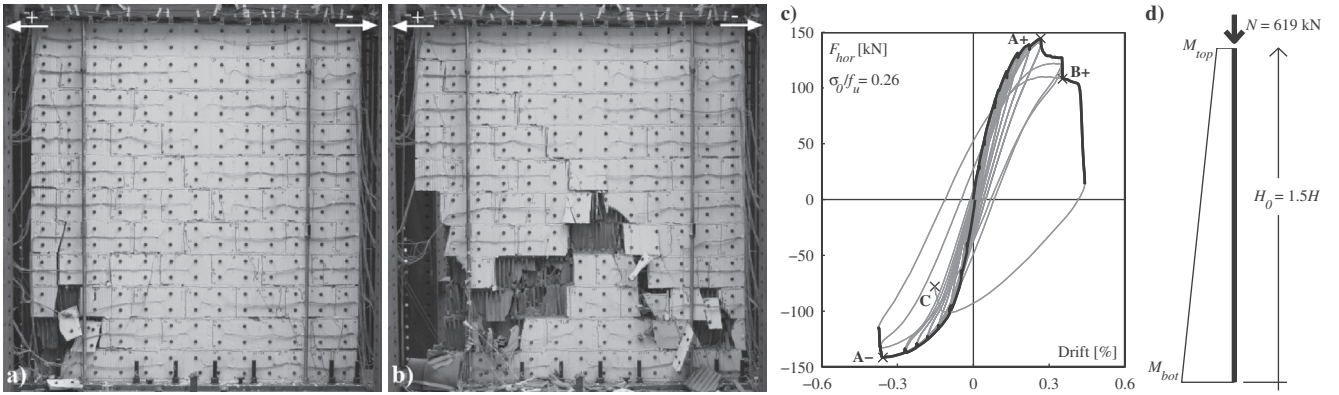 +
-
a)
+
-
b)
c)
F_hor [kN]
σ_0/f_u = 0.26
150
100
50
0
−50
−100
−150
−0.6
−0.3
0
0.3
0.6
Drift [%]
A+
B+
C
A−
d)
N = 619 kN
M_top
H_0 = 1.5H
M_bot